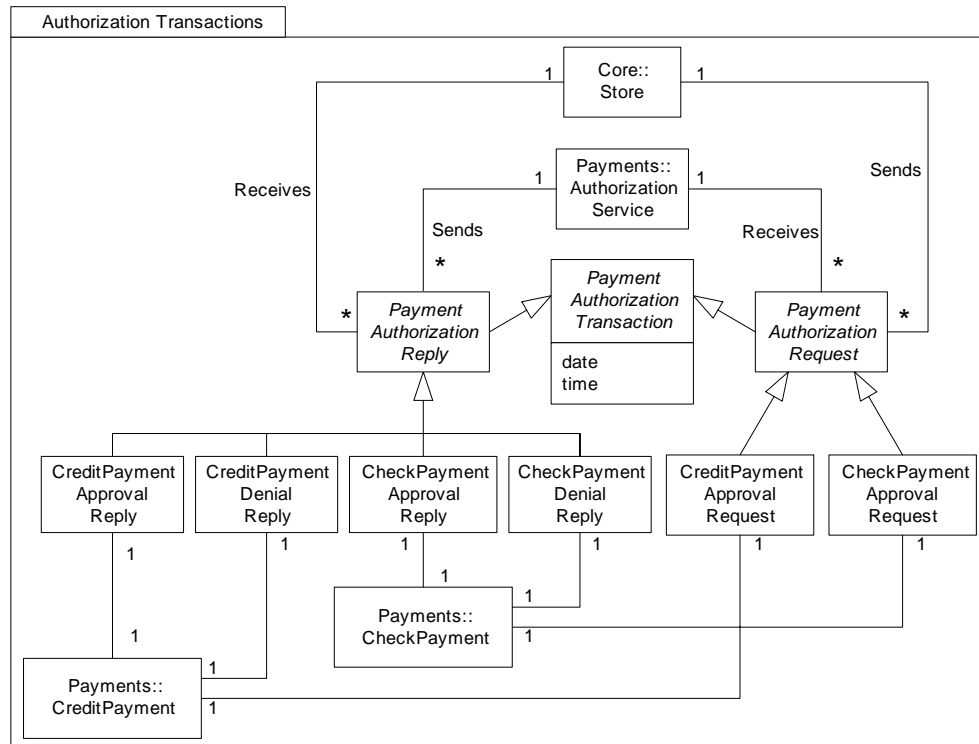 Authorization Transactions
1
Core::
Store
1
Payments::
Authorization
Service
1
1
Receives
Sends
Sends
Receives
*
*
*
*
Payment
Authorization
Reply
Payment
Authorization
Transaction
date
time
Payment
Authorization
Request
CreditPayment
Approval
Reply
CreditPayment
Denial
Reply
CheckPayment
Approval
Reply
CheckPayment
Denial
Reply
CreditPayment
Approval
Request
CheckPayment
Approval
Request
1
1
1
1
1
1
1
1
1
Payments::
CheckPayment
1
1
1
Payments::
CreditPayment